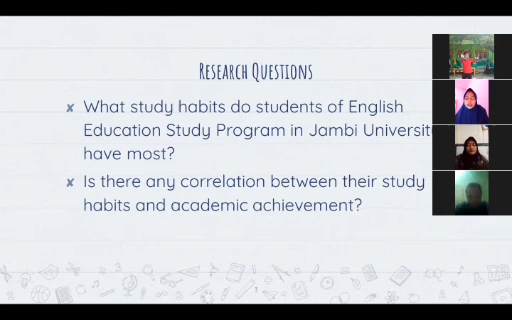 Research Questions
What study habits do students of English
Education Study Program in Jambi Universit
have most?
Is there any correlation between their study
habits and academic achievement?